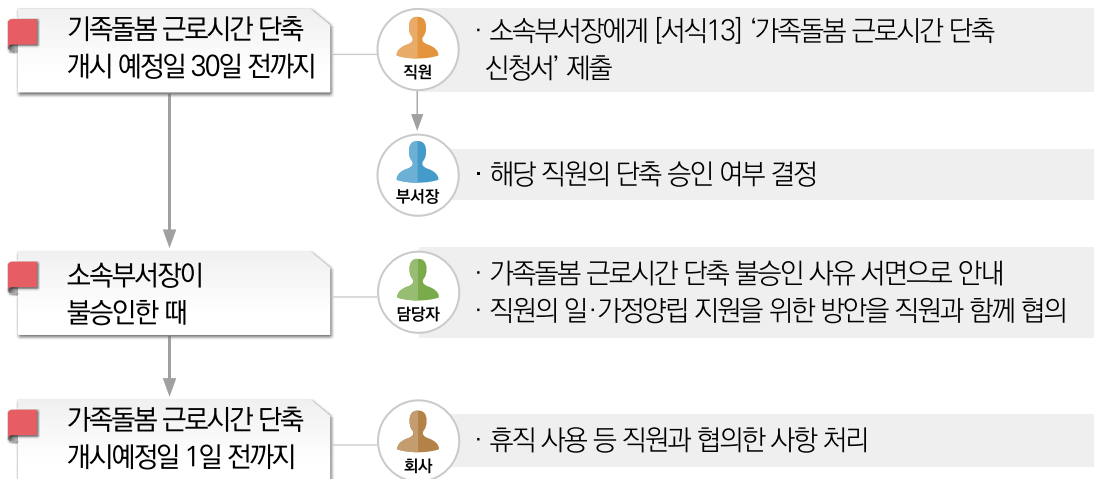 기족돌봄 근로시간 단축
개시 예정일 30일 전까지
직원
· 소속부서장에게 [서식13] ‘가족돌봄 근로시간 단축
신청서’ 제출
부서장
· 해당 직원의 단축 승인 여부 결정
소속부서장이
불승인한 때
담당자
· 가족돌봄 근로시간 단축 불승인 사유 서면으로 안내
· 직원의 일·가정양립 지원을 위한 방안을 직원과 함께 협의
가족돌봄 근로시간 단축
개시예정일 1일 전까지
회사
· 휴직 사용 등 직원과 협의한 사항 처리